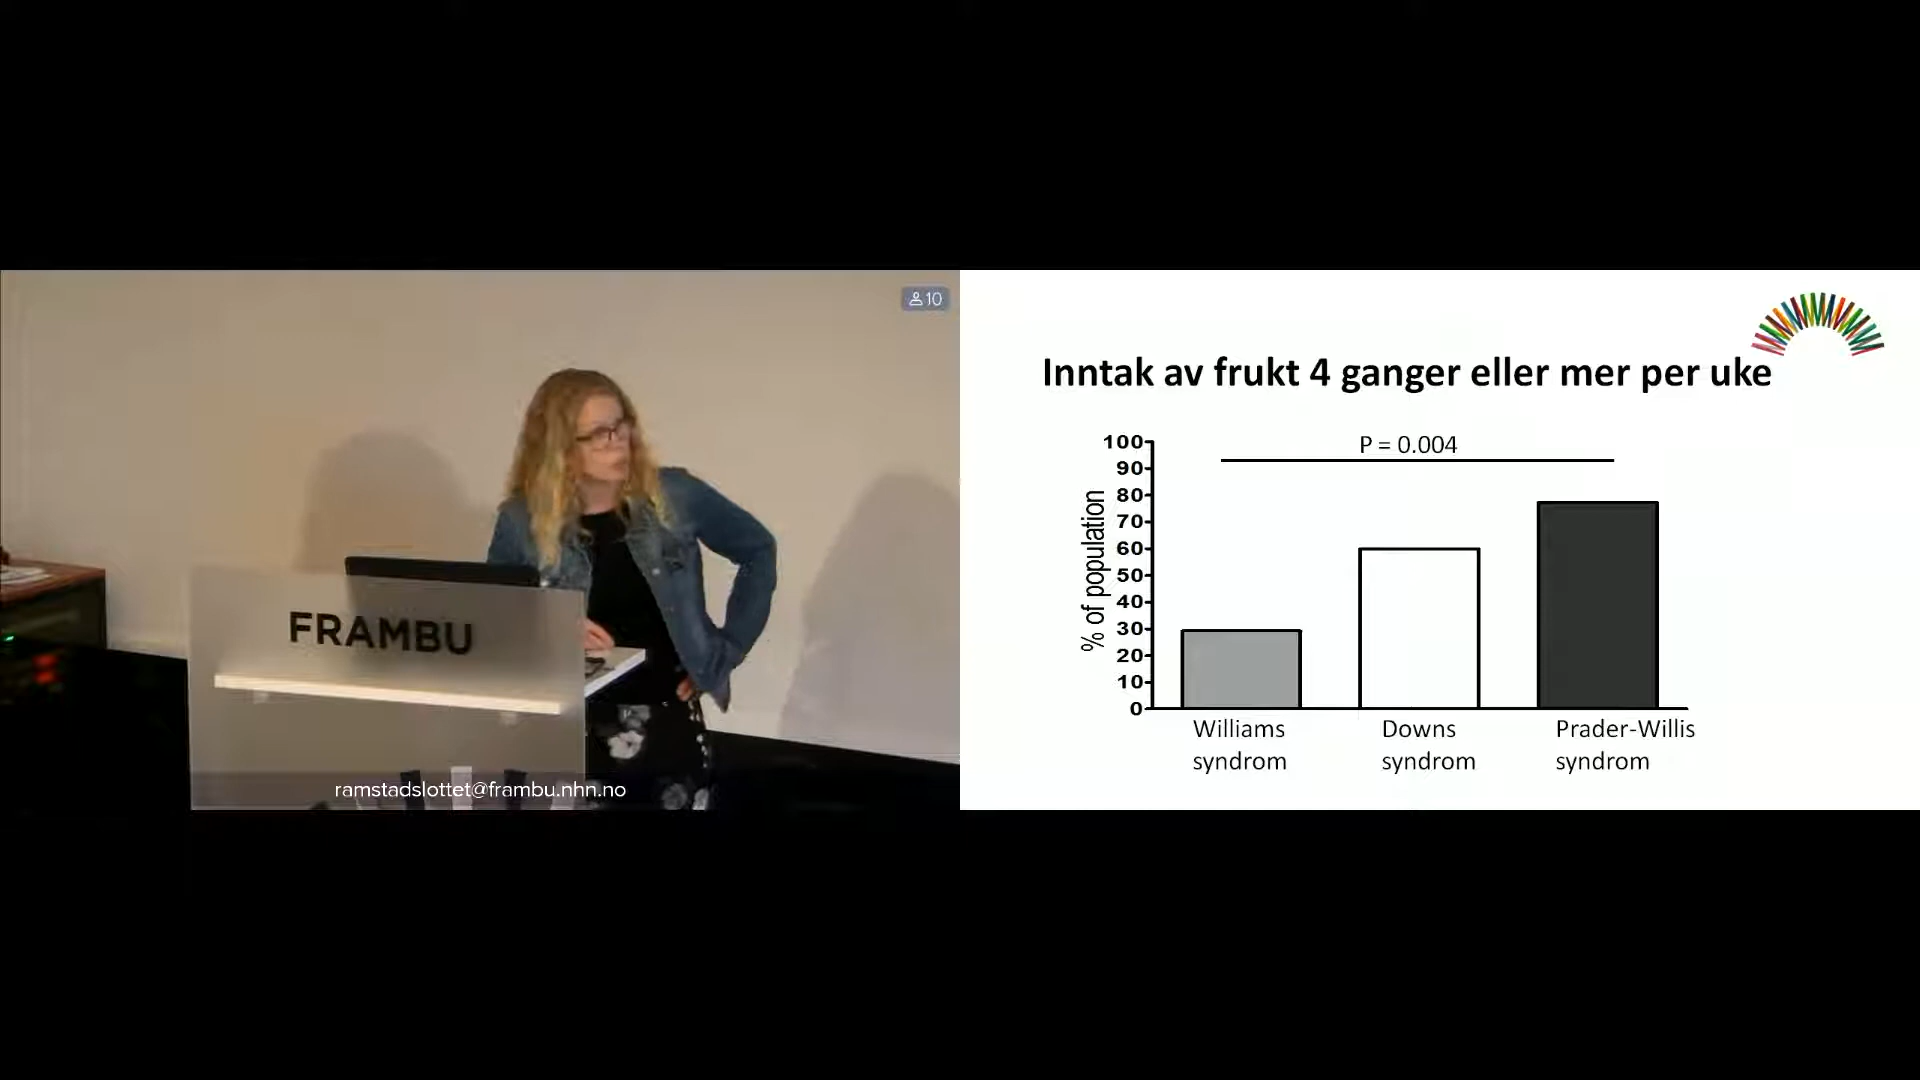 10
FRAMBU
ramstadslottet@frambu.nhn.no
Inntak av frukt 4 ganger eller mer per uke
P = 0.004
% of population
100
90
80
70
60
50
40
30
20
10
0
Williams
syndrom
Downs
syndrom
Prader-Willis
syndrom